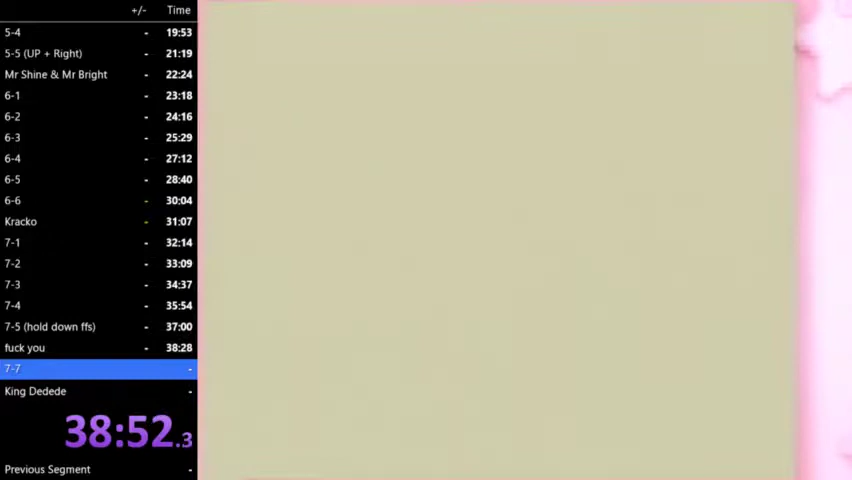 +/- Time
5-4 - 19:53
5-5 (UP + Right) - 21:19
Mr Shine & Mr Bright - 22:24
6-1 - 23:18
6-2 - 24:16
6-3 - 25:29
6-4 - 27:12
6-5 - 28:40
6-6 - 30:04
Kracko - 31:07
7-1 - 32:14
7-2 - 33:09
7-3 - 34:37
7-4 - 35:54
7-5 (hold down ffs) - 37:00
fuck you - 38:28
7-7 -
King Dedede -
38:52.3
Previous Segment -